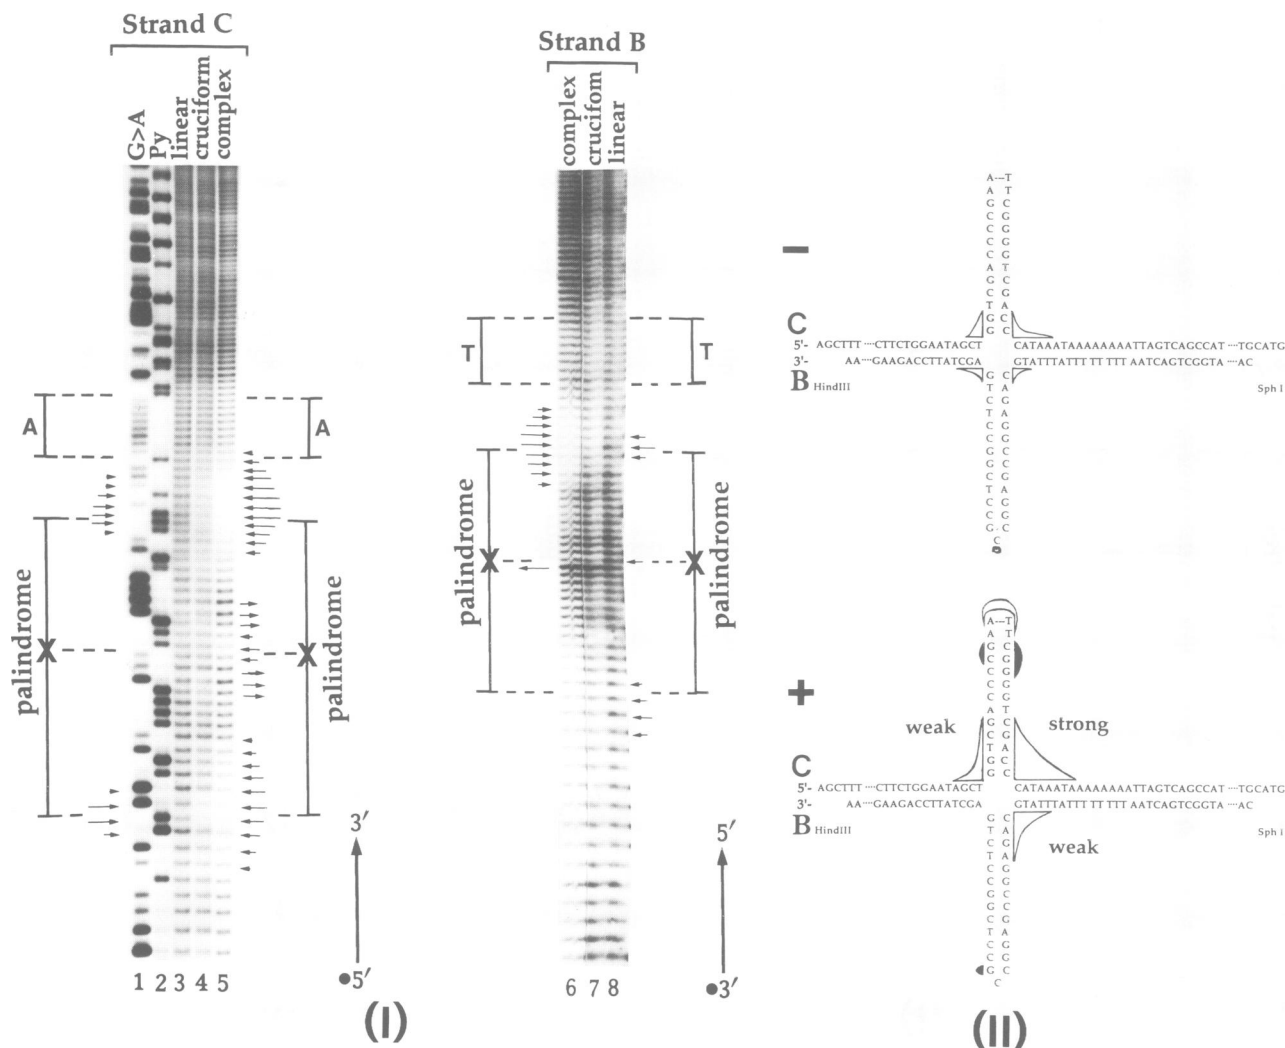 Strand C
G>A
Py
linear
cruciform
complex
A
A
palindrome
X
X
palindrome
1 2 3 4 5
3′
5′
Strand B
complex
crucifom
linear
T
T
palindrome
X
X
palindrome
6 7 8
5′
3′
(I)
−
A····T
A T
G C
C G
C G
C G
C G
A T
G C
C G
T A
G C
G C
C
5'- AGCTTT ····CTTCTGGAATAGCT CATAAATAAAAAAAATTAGTCAGCCAT ····TGCATG
3'- AA····GAAGACCTTATCGA GTATTTATTT TT TTT AATCAGTCGGTA ····AC
B HindIII Sph I
G C
T A
C G
T A
C G
C G
G C
G C
C G
T A
C G
C G
G C
C
+
A····T
A T
G C
C G
C G
C G
C G
A T
G C
C G
T A
G C
G C
weak strong
C
5'- AGCTTT ····CTTCTGGAATAGCT CATAAATAAAAAAAATTAGTCAGCCAT ····TGCATG
3'- AA····GAAGACCTTATCGA GTATTTATTT TT TTT AATCAGTCGGTA ····AC
B HindIII Sph I
weak
G C
T A
C G
T A
C G
C G
G C
G C
C G
T A
C G
C G
G C
C
(II)